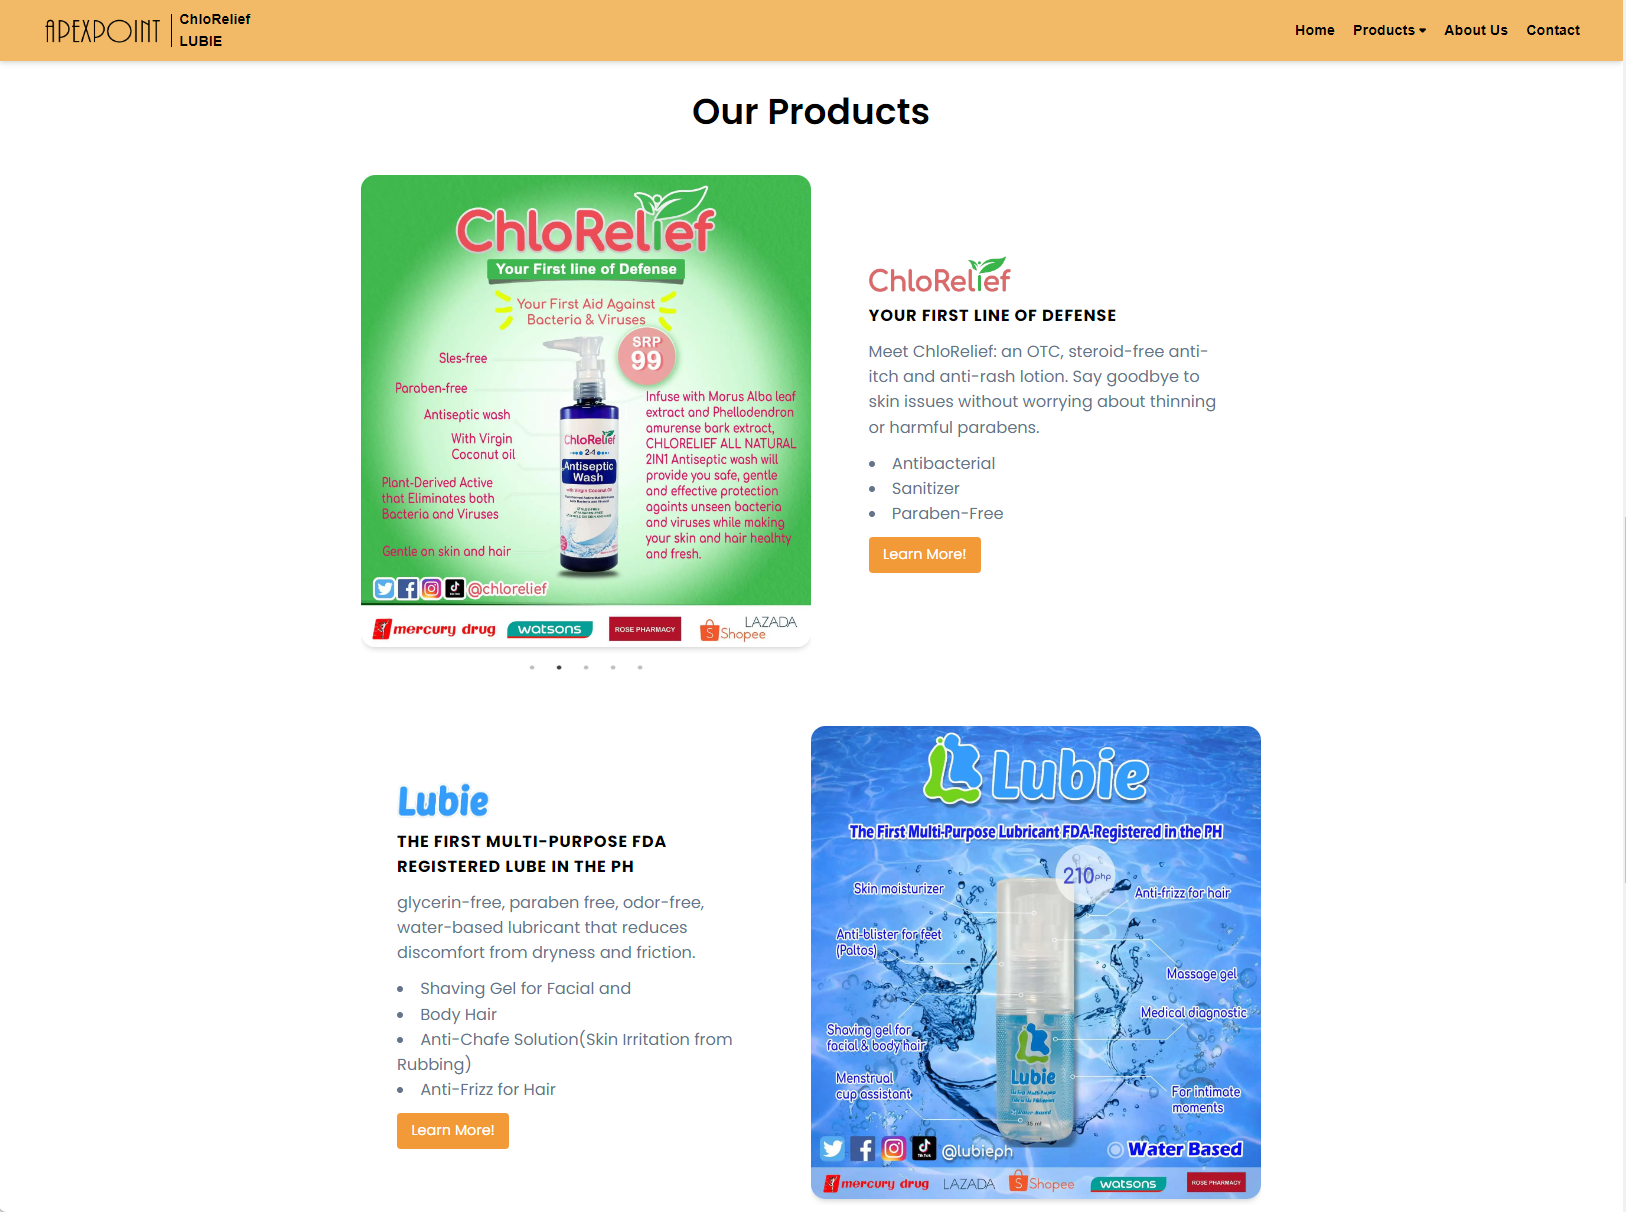 APEXPOINT
ChloRelief
LUBIE
Home Products About Us Contact
Our Products
ChloRelief
Your First line of Defense
Your First Aid Against
Bacteria & Viruses
SRP
99
Sles-free
Paraben-free
Antiseptic wash
With Virgin
Coconut oil
Plant-Derived Active
that Eliminates both
Bacteria and Viruses
Gentle on skin and hair
ChloRelief
2in1
Antiseptic
Wash
with Virgin Coconut Oil
Infuse with Morus Alba leaf
extract and Phellodendron
amurense bark extract,
CHLORELIEF ALL NATURAL
2IN1 Antiseptic wash will
provide you safe, gentle
and effective protection
againts unseen bacteria
and viruses while making
your skin and hair healhty
and fresh.
@chlorelief
mercury drug watsons ROSE PHARMACY Shopee LAZADA
ChloRelief
YOUR FIRST LINE OF DEFENSE
Meet ChloRelief: an OTC, steroid-free anti-
itch and anti-rash lotion. Say goodbye to
skin issues without worrying about thinning
or harmful parabens.
Antibacterial
Sanitizer
Paraben-Free
Learn More!
Lubie
THE FIRST MULTI-PURPOSE FDA
REGISTERED LUBE IN THE PH
glycerin-free, paraben free, odor-free,
water-based lubricant that reduces
discomfort from dryness and friction.
Shaving Gel for Facial and
Body Hair
Anti-Chafe Solution(Skin Irritation from
Rubbing)
Anti-Frizz for Hair
Learn More!
Lubie
The First Multi-Purpose Lubricant FDA-Registered in the PH
210php
Skin moisturizer
Anti-frizz for hair
Anti-blister for feet
(Paltos)
Massage gel
Medical diagnostic
Shaving gel for
facial & body hair
Menstrual
cup assistant
For intimate
moments
Lubie
Water Based
@lubieph
Water Based
mercury drug LAZADA Shopee watsons ROSE PHARMACY